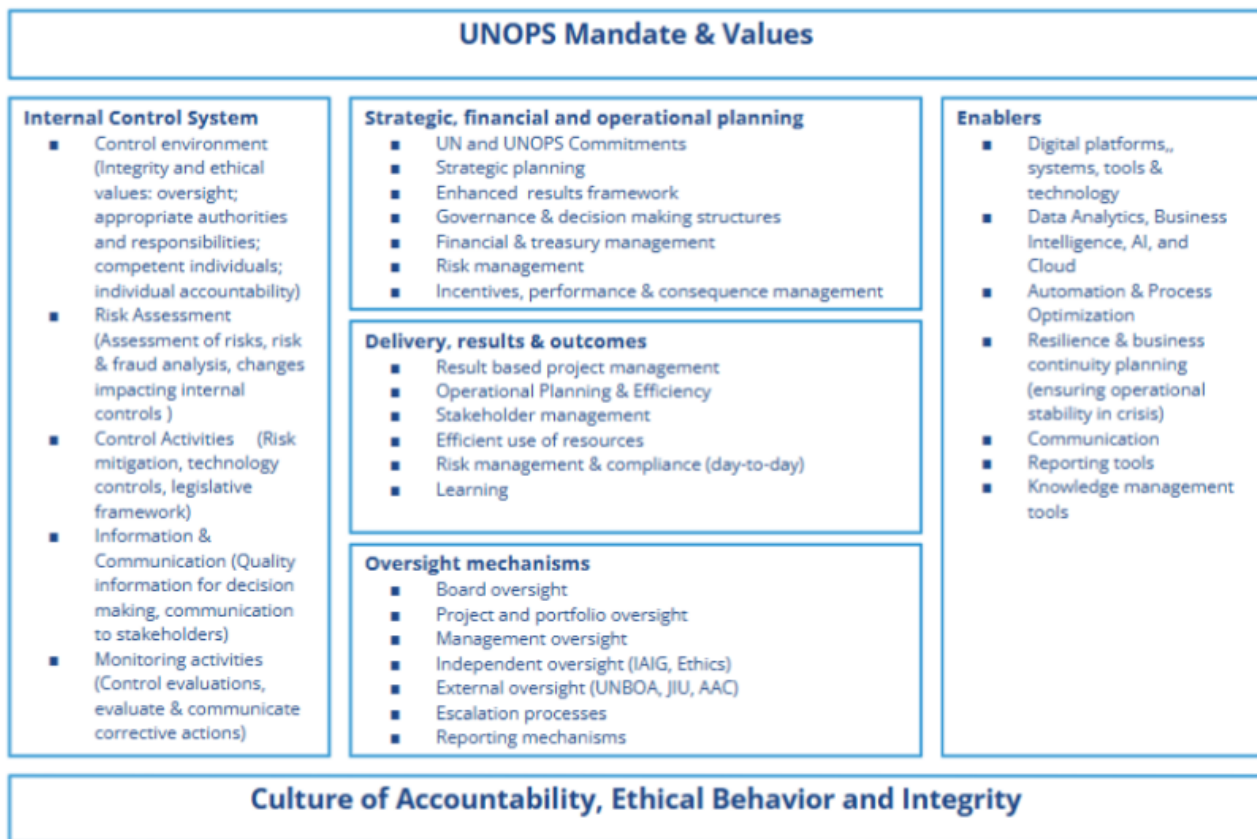 UNOPS Mandate & Values
Internal Control System
■ Control environment
(Integrity and ethical
values: oversight;
appropriate authorities
and responsibilities;
competent individuals;
individual accountability)
■ Risk Assessment
(Assessment of risks, risk
& fraud analysis, changes
impacting internal
controls )
■ Control Activities (Risk
mitigation, technology
controls, legislative
framework)
■ Information &
Communication (Quality
information for decision
making, communication
to stakeholders)
■ Monitoring activities
(Control evaluations,
evaluate & communicate
corrective actions)
Strategic, financial and operational planning
■ UN and UNOPS Commitments
■ Strategic planning
■ Enhanced results framework
■ Governance & decision making structures
■ Financial & treasury management
■ Risk management
■ Incentives, performance & consequence management
Delivery, results & outcomes
■ Result based project management
■ Operational Planning & Efficiency
■ Stakeholder management
■ Efficient use of resources
■ Risk management & compliance (day-to-day)
■ Learning
Oversight mechanisms
■ Board oversight
■ Project and portfolio oversight
■ Management oversight
■ Independent oversight (IAIG, Ethics)
■ External oversight (UNBOA, JIU, AAC)
■ Escalation processes
■ Reporting mechanisms
Enablers
■ Digital platforms,,
systems, tools &
technology
■ Data Analytics, Business
Intelligence, AI, and
Cloud
■ Automation & Process
Optimization
■ Resilience & business
continuity planning
(ensuring operational
stability in crisis)
■ Communication
■ Reporting tools
■ Knowledge management
tools
Culture of Accountability, Ethical Behavior and Integrity